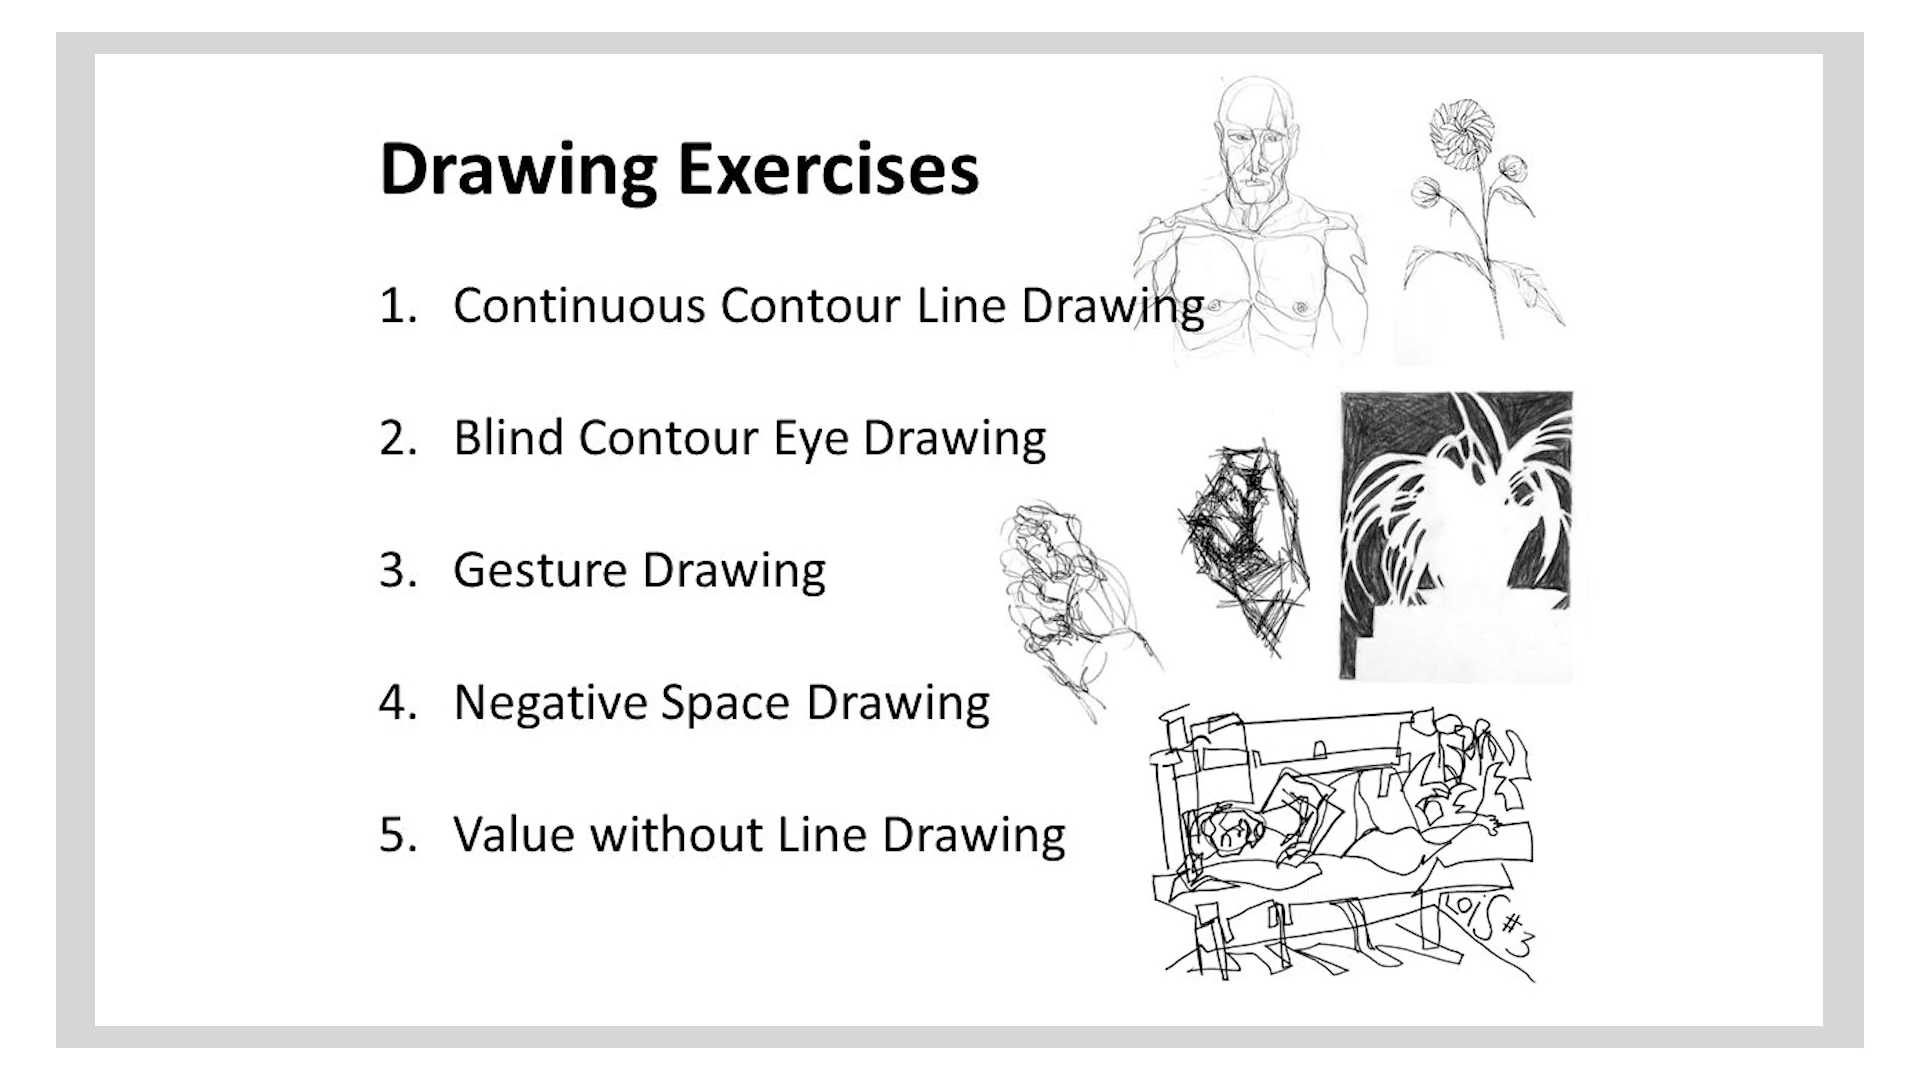 Drawing Exercises
1. Continuous Contour Line Drawing
2. Blind Contour Eye Drawing
3. Gesture Drawing
4. Negative Space Drawing
5. Value without Line Drawing
LOIS #3